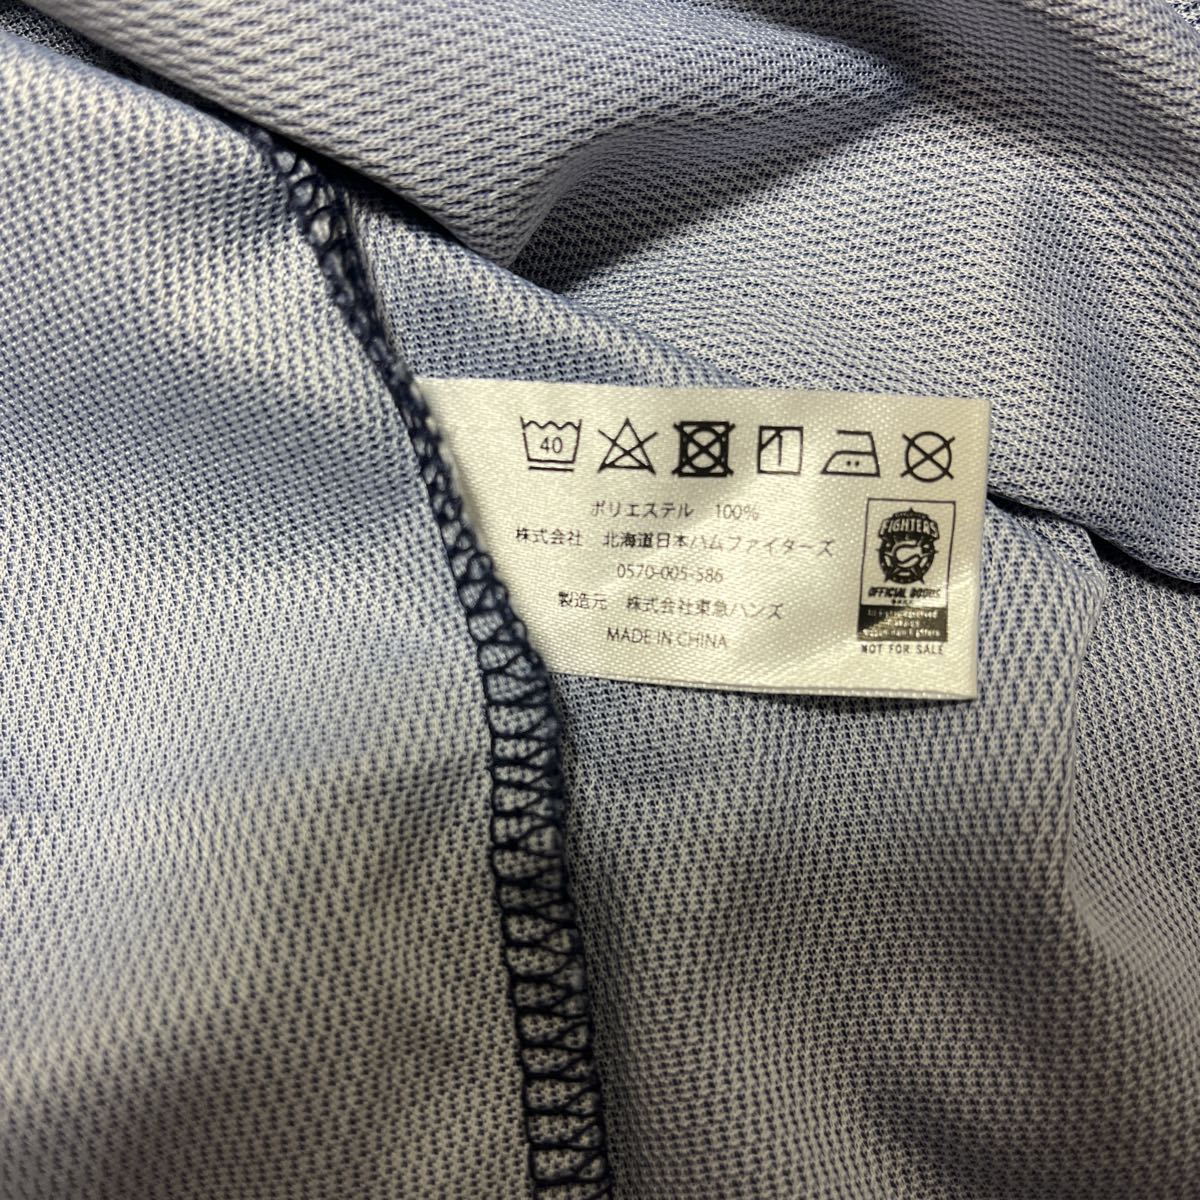 40
ポリエステル 100%
株式会社 北海道日本ハムファイターズ
0570-005-586
製造元 株式会社東急ハンズ
MADE IN CHINA
FIGHTERS
OFFICIAL GOODS
NOT FOR SALE